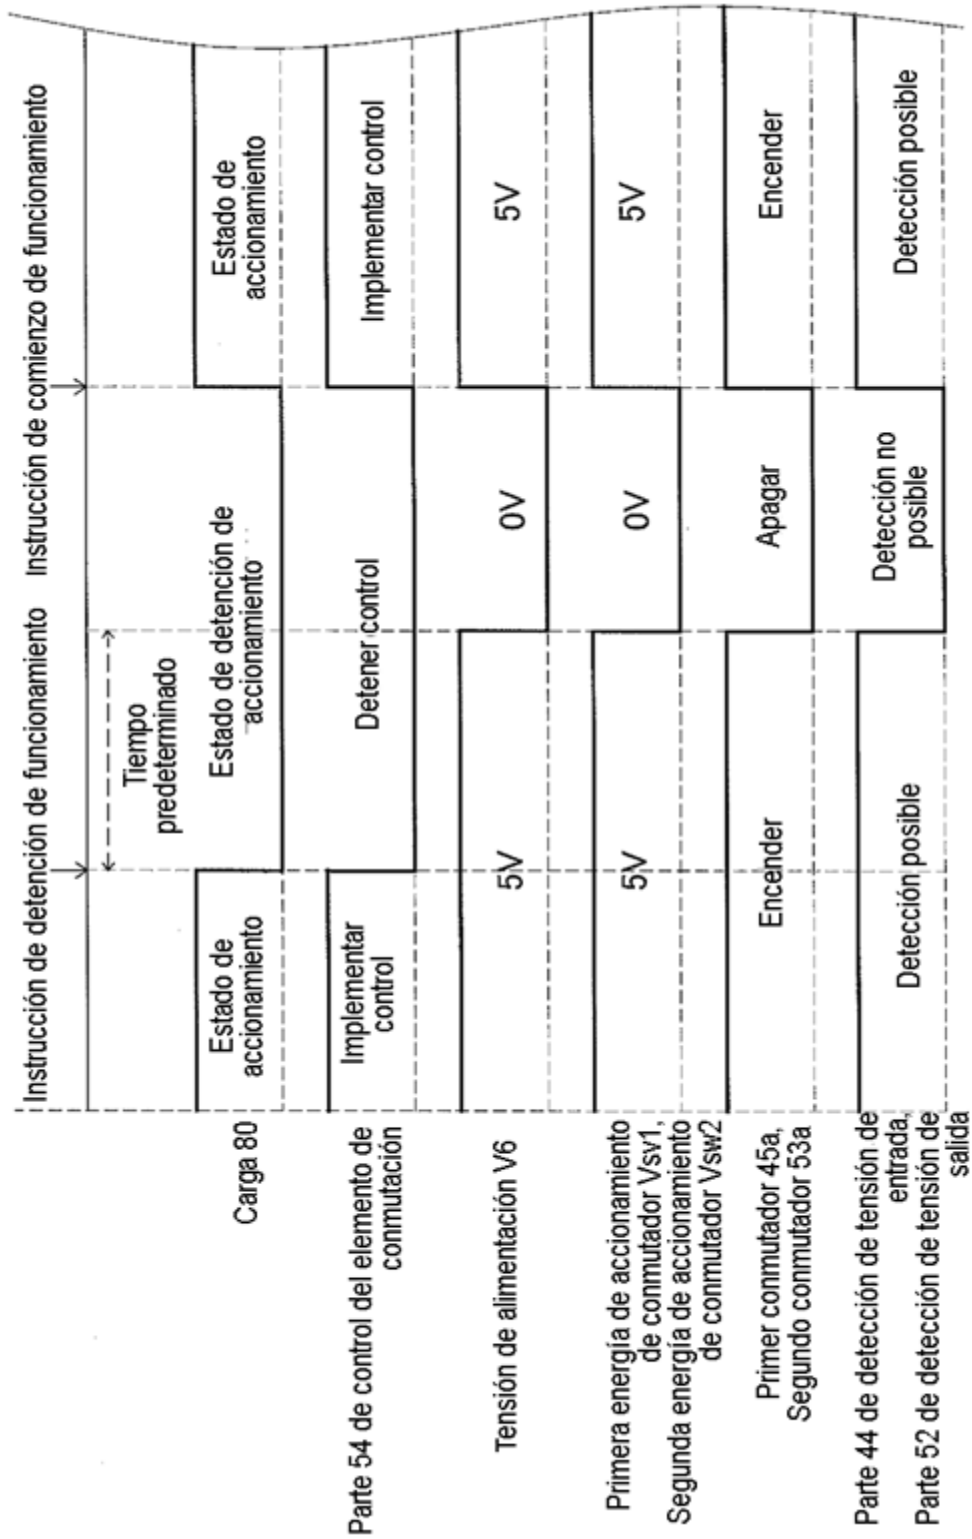 Instrucción de detención de funcionamiento
Instrucción de comienzo de funcionamiento
Tiempo
predeterminado
Carga 80
Estado de
accionamiento
Estado de detención de
accionamiento
Estado de
accionamiento
Parte 54 de control del elemento de
conmutación
Implementar
control
Detener control
Implementar control
Tensión de alimentación V6
5V
0V
5V
Primera energía de accionamiento
de conmutador Vsv1,
Segunda energía de accionamiento
de conmutador Vsw2
5V
0V
5V
Primer conmutador 45a,
Segundo conmutador 53a
Encender
Apagar
Encender
Parte 44 de detección de tensión de
entrada,
Parte 52 de detección de tensión de
salida
Detección posible
Detección no
posible
Detección posible